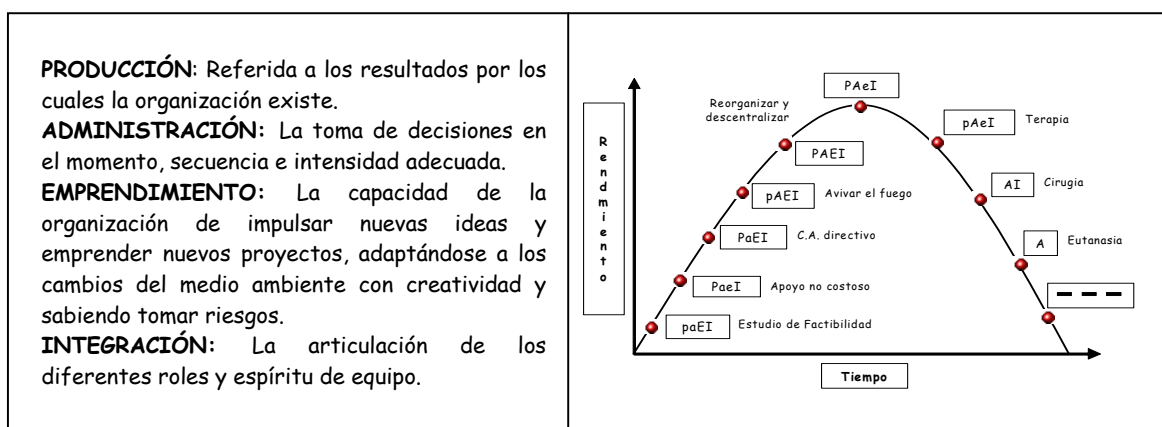 PRODUCCIÓN: Referida a los resultados por los
cuales la organización existe.
ADMINISTRACIÓN: La toma de decisiones en
el momento, secuencia e intensidad adecuada.
EMPRENDIMIENTO: La capacidad de la
organización de impulsar nuevas ideas y
emprender nuevos proyectos, adaptándose a los
cambios del medio ambiente con creatividad y
sabiendo tomar riesgos.
INTEGRACIÓN: La articulación de los
diferentes roles y espíritu de equipo.
Rendimiento
PAeI
Reorganizar y
descentralizar
pAeI Terapia
PAEI
AI Cirugia
pAEI Avivar el fuego
PaEI C.A. directivo
A Eutanasia
PaeI Apoyo no costoso
– – –
paEI Estudio de Factibilidad
Tiempo